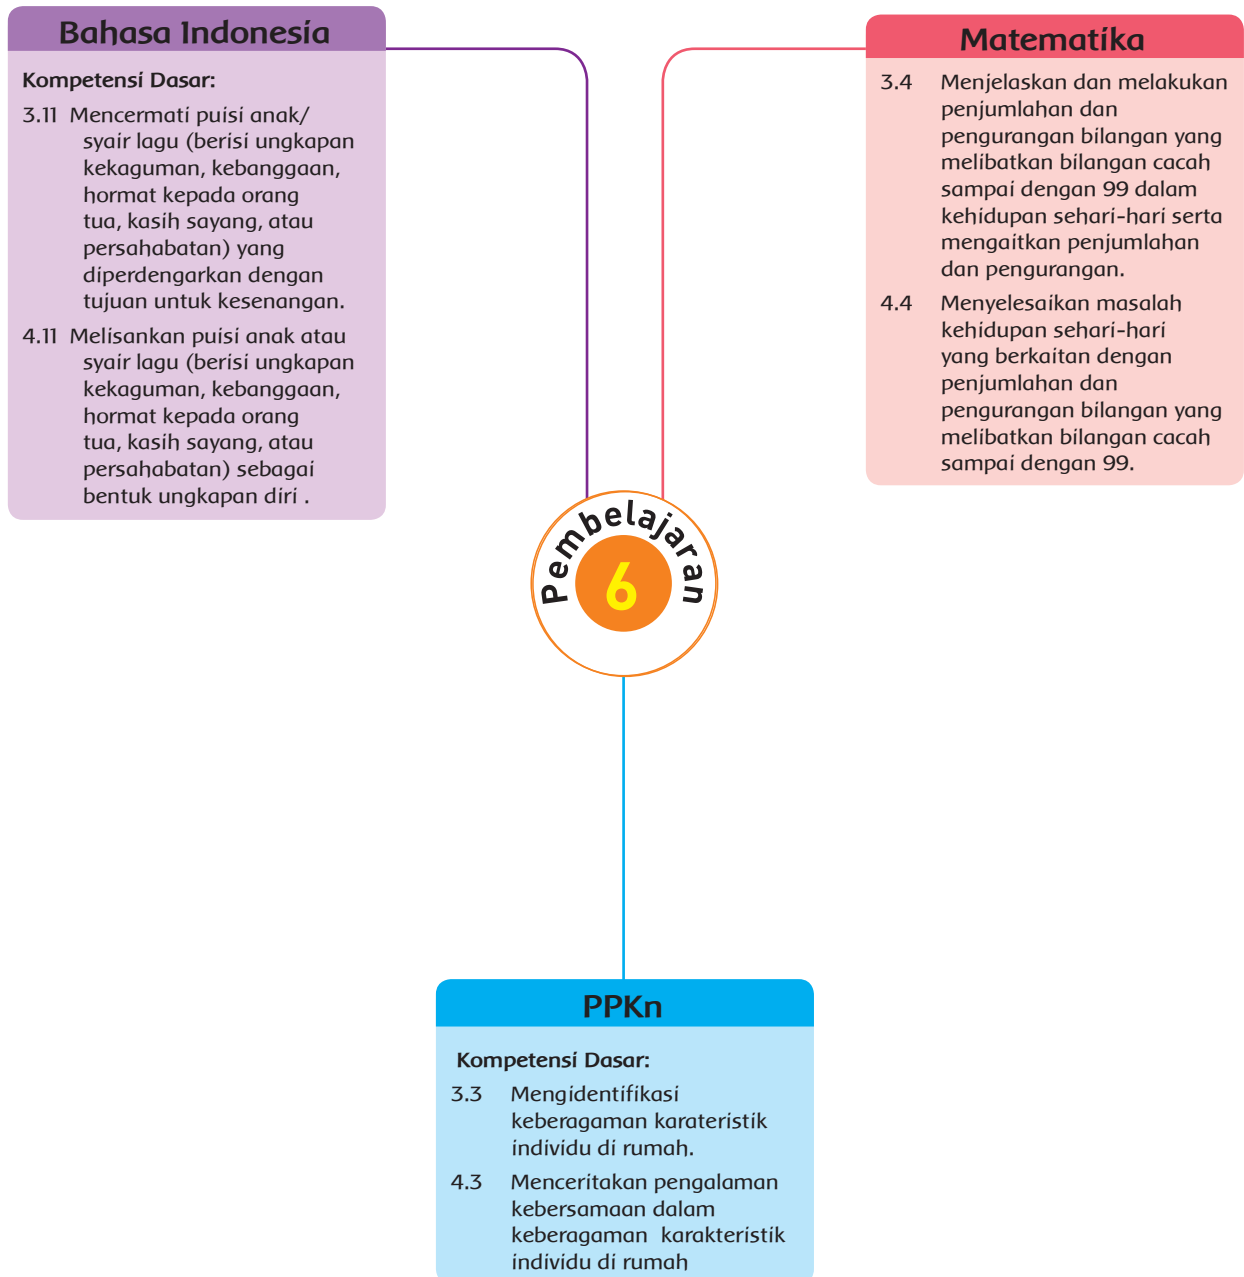 Bahasa Indonesia
Kompetensi Dasar:
3.11 Mencermati puisi anak/
syair lagu (berisi ungkapan
kekaguman, kebanggaan,
hormat kepada orang
tua, kasih sayang, atau
persahabatan) yang
diperdengarkan dengan
tujuan untuk kesenangan.
4.11 Melisankan puisi anak atau
syair lagu (berisi ungkapan
kekaguman, kebanggaan,
hormat kepada orang
tua, kasih sayang, atau
persahabatan) sebagai
bentuk ungkapan diri .
Matematika
3.4 Menjelaskan dan melakukan
penjumlahan dan
pengurangan bilangan yang
melibatkan bilangan cacah
sampai dengan 99 dalam
kehidupan sehari-hari serta
mengaitkan penjumlahan
dan pengurangan.
4.4 Menyelesaikan masalah
kehidupan sehari-hari
yang berkaitan dengan
penjumlahan dan
pengurangan bilangan yang
melibatkan bilangan cacah
sampai dengan 99.
Pembelajaran
6
PPKn
Kompetensi Dasar:
3.3 Mengidentifikasi
keberagaman karateristik
individu di rumah.
4.3 Menceritakan pengalaman
kebersamaan dalam
keberagaman karakteristik
individu di rumah